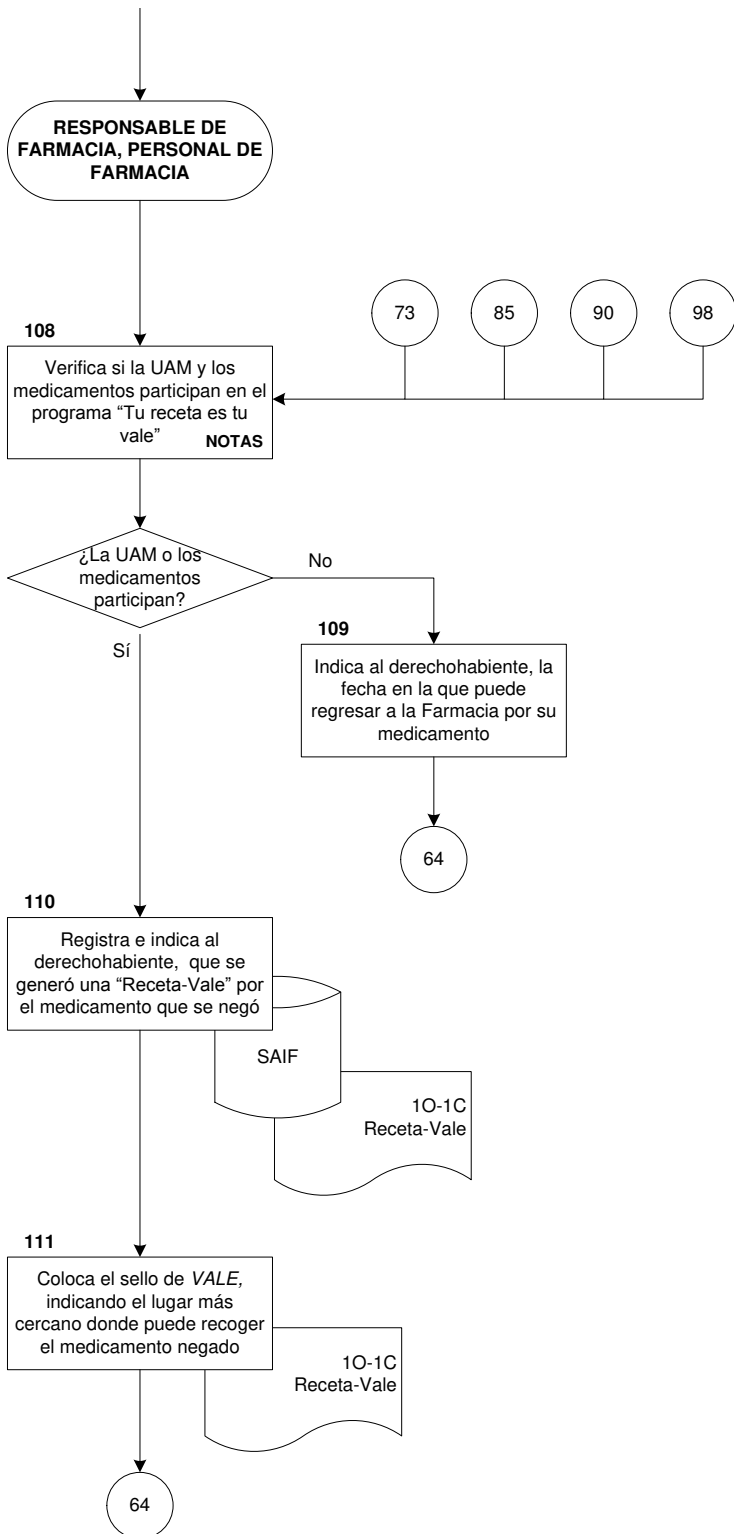 RESPONSABLE DE
FARMACIA, PERSONAL DE
FARMACIA
73
85
90
98
108
Verifica si la UAM y los
medicamentos participan en el
programa “Tu receta es tu
vale”
NOTAS
¿La UAM o los
medicamentos
participan?
No
Sí
109
Indica al derechohabiente, la
fecha en la que puede
regresar a la Farmacia por su
medicamento
64
110
Registra e indica al
derechohabiente, que se
generó una “Receta-Vale” por
el medicamento que se negó
SAIF
1O-1C
Receta-Vale
111
Coloca el sello de VALE,
indicando el lugar más
cercano donde puede recoger
el medicamento negado
1O-1C
Receta-Vale
64